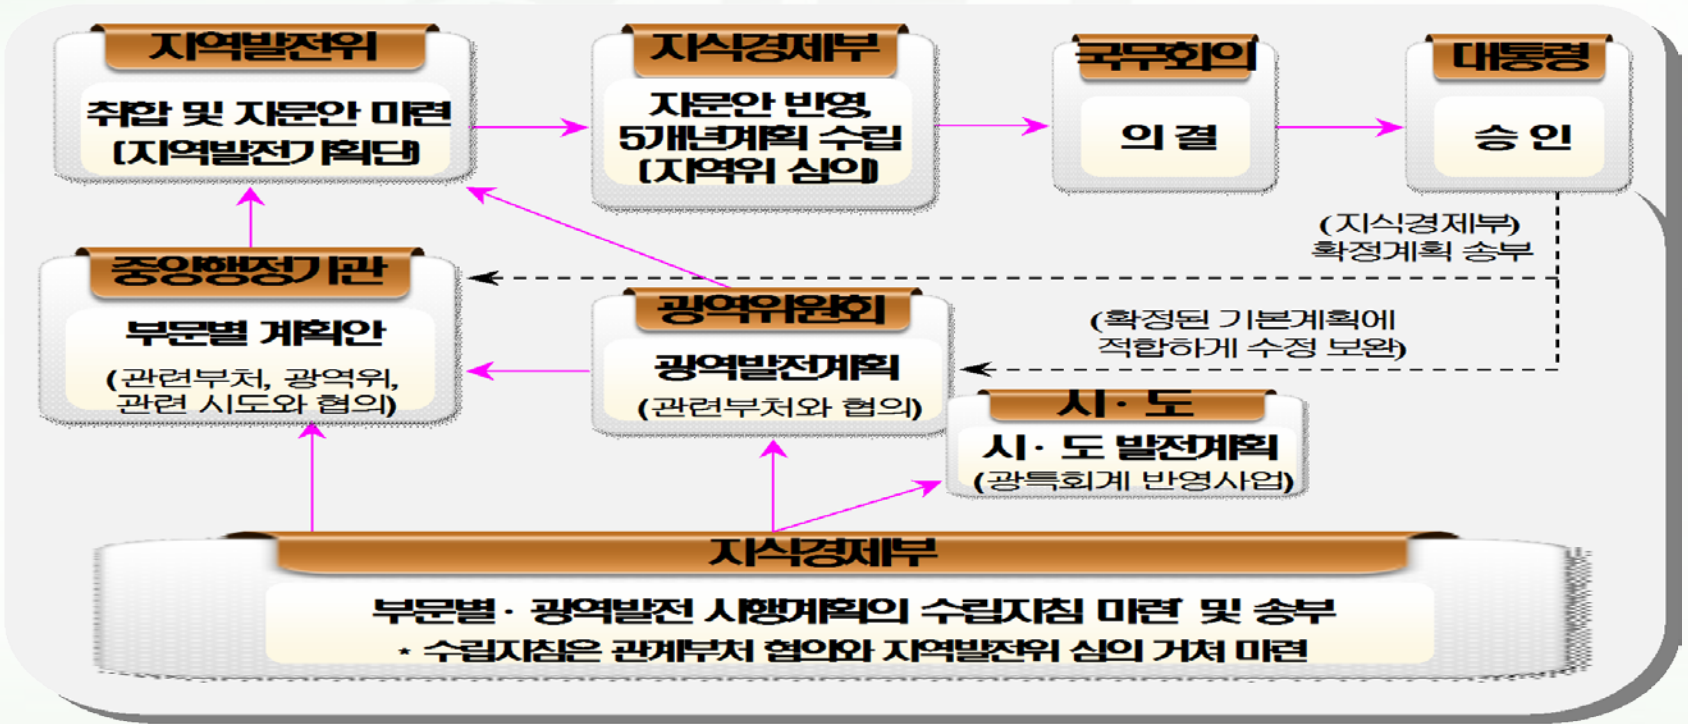 지역발전위
취합 및 자문안 마련
(지역발전기획단)
지식경제부
자문안 반영,
5개년계획 수립
(지역위 심의)
국무회의
의 결
대통령
승 인
(지식경제부)
확정계획 송부
중앙행정기관
부문별 계획안
(관련부처, 광역위,
관련 시도와 협의)
광역위원회
광역발전계획
(관련부처와 협의)
(확정된 기본계획에
적합하게 수정 보완)
시· 도
시· 도 발전계획
(광특회계 반영사업)
지식경제부
부문별· 광역발전 시행계획의 수립지침 마련* 및 송부
* 수립지침은 관계부처 협의와 지역발전위 심의 거쳐 마련